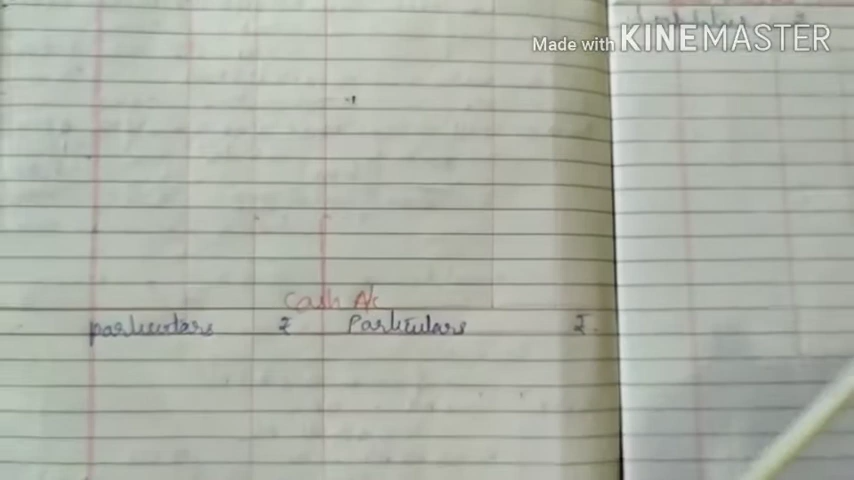 Made with KINEMASTER
Cash A/c
particulars ₹ Particulars ₹